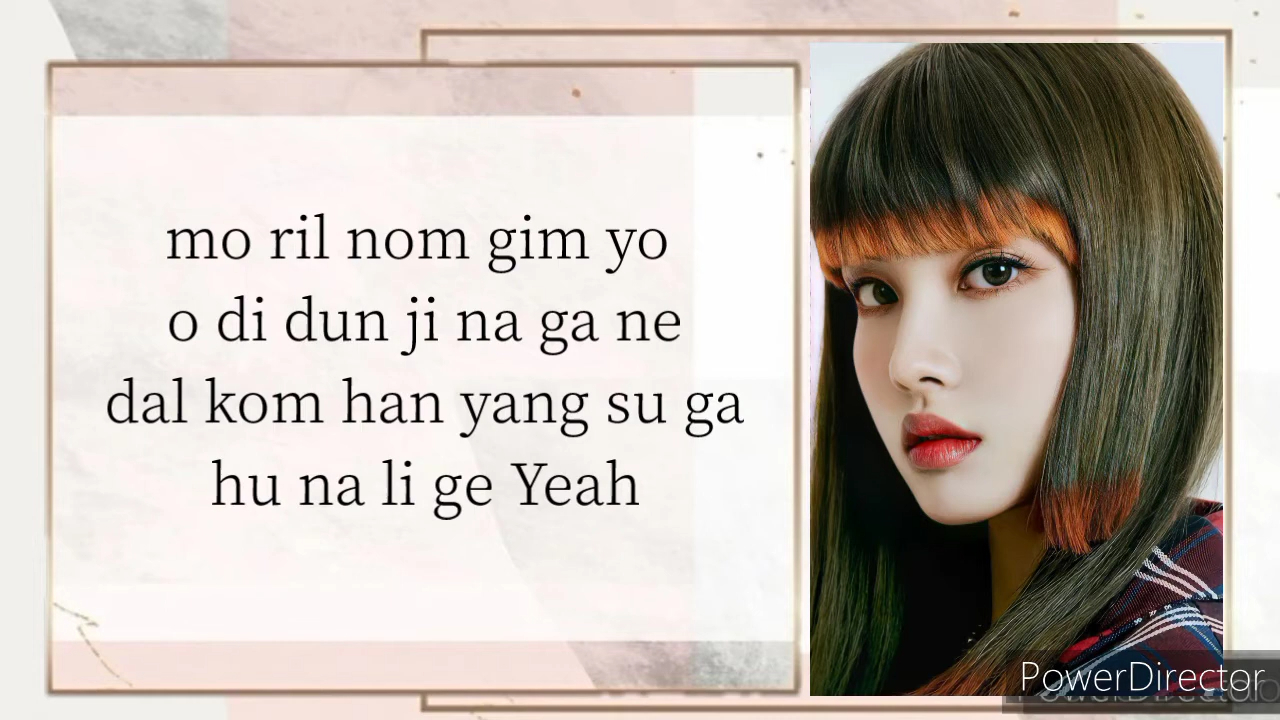 mo ril nom gim yo
o di dun ji na ga ne
dal kom han yang su ga
hu na li ge Yeah
PowerDirector